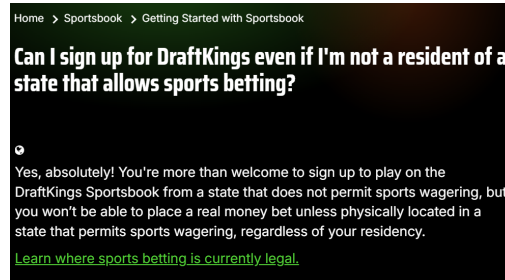 Home > Sportsbook > Getting Started with Sportsbook
Can I sign up for DraftKings even if I'm not a resident of a
state that allows sports betting?
Yes, absolutely! You're more than welcome to sign up to play on the
DraftKings Sportsbook from a state that does not permit sports wagering, but
you won't be able to place a real money bet unless physically located in a
state that permits sports wagering, regardless of your residency.
Learn where sports betting is currently legal.